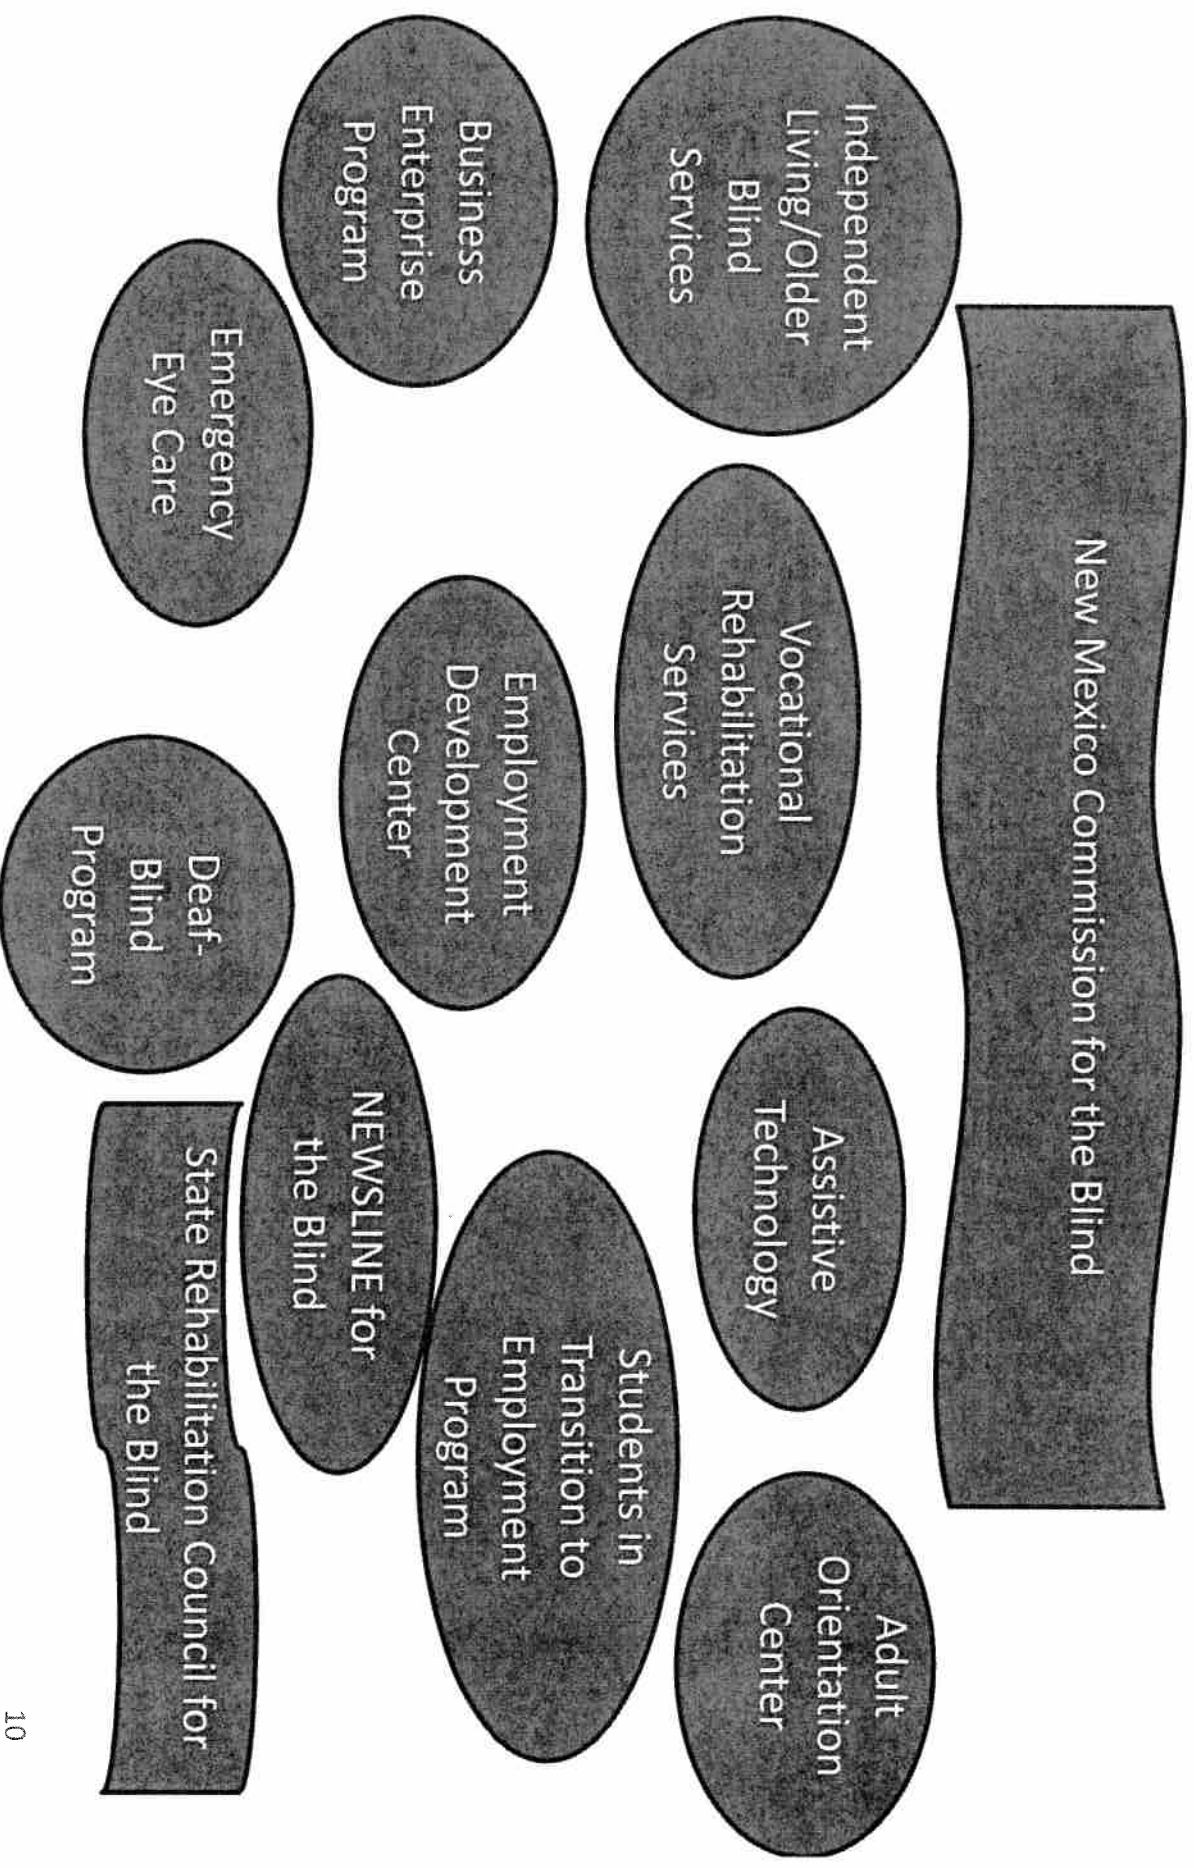 New Mexico Commission for the Blind
Independent
Living/Older
Blind
Services
Vocational
Rehabilitation
Services
Assistive
Technology
Adult
Orientation
Center
Business
Enterprise
Program
Employment
Development
Center
Students in
Transition to
Employment
Program
Emergency
Eye Care
Deaf-
Blind
Program
NEWSLINE for
the Blind
State Rehabilitation Council for
the Blind
10